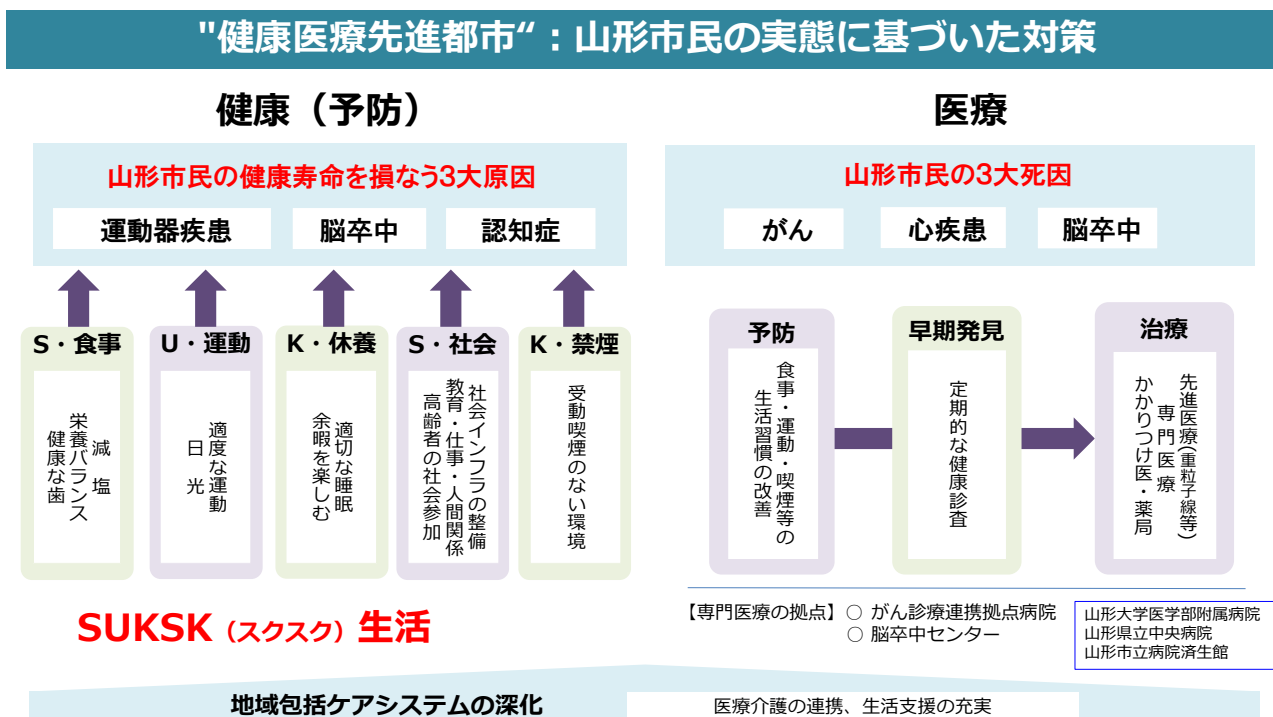 "健康医療先進都市“：山形市民の実態に基づいた対策
健康（予防）
山形市民の健康寿命を損なう3大原因
運動器疾患
脳卒中
認知症
S・食事
減　塩
栄養バランス
健康な歯
U・運動
適度な運動
日　光
K・休養
適切な睡眠
余暇を楽しむ
S・社会
社会インフラの整備
教育・仕事・人間関係
高齢者の社会参加
K・禁煙
受動喫煙のない環境
SUKSK（スクスク）生活
医療
山形市民の3大死因
がん
心疾患
脳卒中
予防
食事・運動・喫煙等の
生活習慣の改善
早期発見
定期的な健康診査
治療
先進医療(重粒子線等)
専門医療
かかりつけ医・薬局
【専門医療の拠点】○ がん診療連携拠点病院
○ 脳卒中センター
山形大学医学部附属病院
山形県立中央病院
山形市立病院済生館
地域包括ケアシステムの深化
医療介護の連携、生活支援の充実